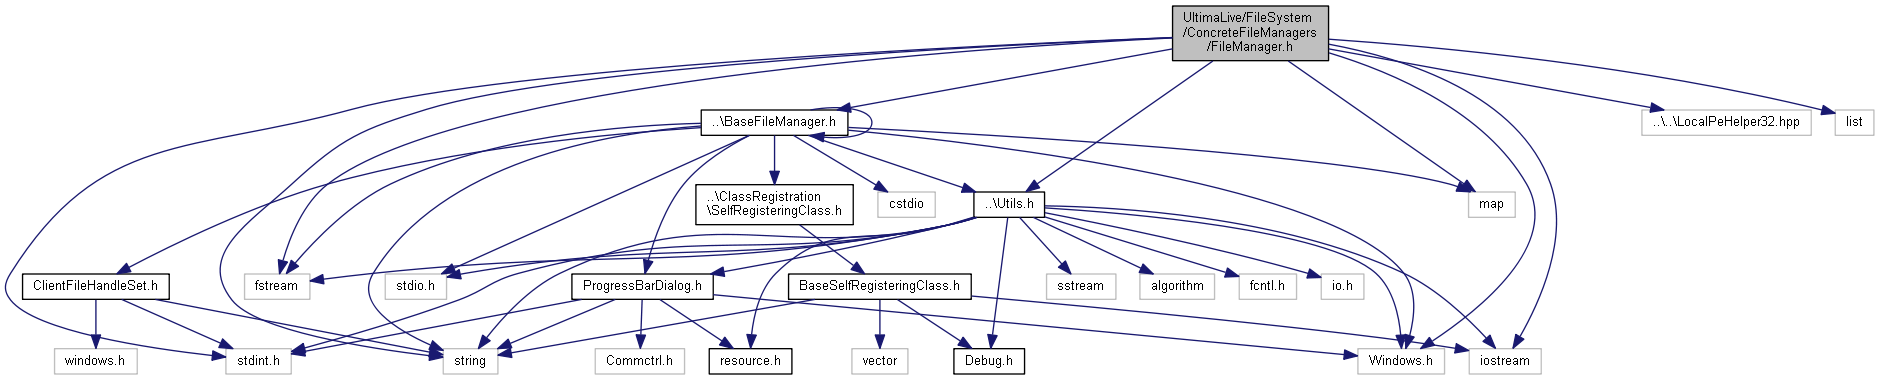 UltimaLive/FileSystem
/ConcreteFileManagers
/FileManager.h
..\BaseFileManager.h
..\..\LocalPeHelper32.hpp
list
..\ClassRegistration
\SelfRegisteringClass.h
cstdio
..\Utils.h
map
ClientFileHandleSet.h
fstream
stdio.h
ProgressBarDialog.h
BaseSelfRegisteringClass.h
sstream
algorithm
fcntl.h
io.h
windows.h
stdint.h
string
Commctrl.h
resource.h
vector
Debug.h
Windows.h
iostream